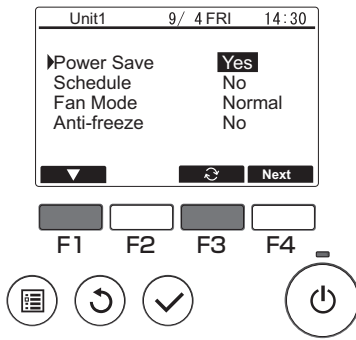 Unit1 9/ 4 FRI 14:30
Power Save Yes
Schedule No
Fan Mode Normal
Anti-freeze No
Next
F1 F2 F3 F4